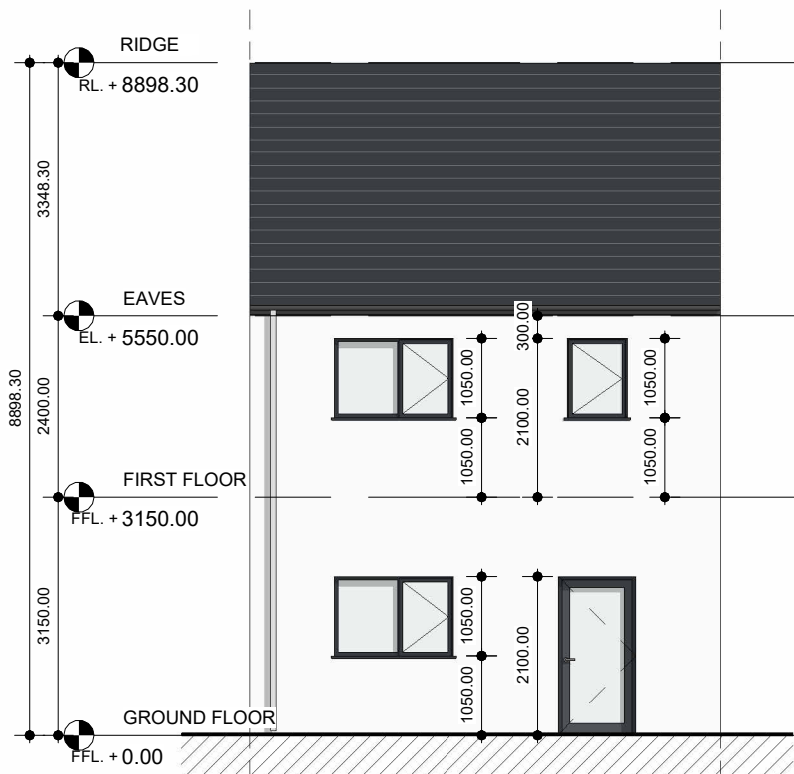 RIDGE
RL. + 8898.30
3348.30
EAVES
EL. + 5550.00
300.00
8898.30
2400.00
1050.00
1050.00
2100.00
1050.00
1050.00
FIRST FLOOR
FFL. + 3150.00
3150.00
1050.00
1050.00
2100.00
GROUND FLOOR
FFL. + 0.00